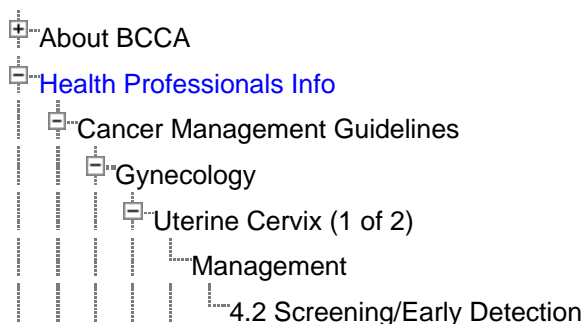 About BCCA
Health Professionals Info
Cancer Management Guidelines
Gynecology
Uterine Cervix (1 of 2)
Management
4.2 Screening/Early Detection